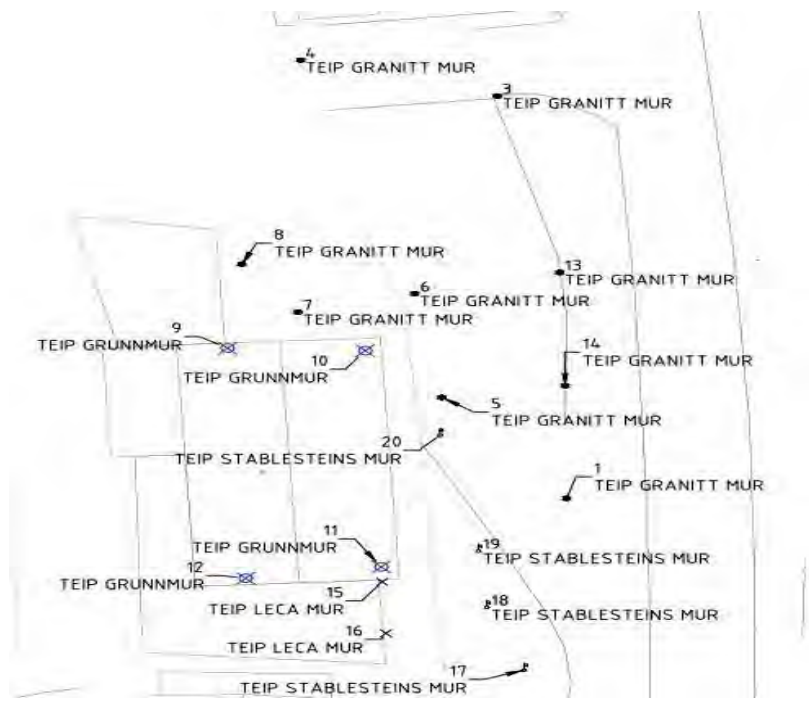 4
TEIP GRANITT MUR
3
TEIP GRANITT MUR
8
TEIP GRANITT MUR
13
TEIP GRANITT MUR
6
TEIP GRANITT MUR
7
TEIP GRANITT MUR
9
TEIP GRUNNMUR
10
TEIP GRUNNMUR
14
TEIP GRANITT MUR
5
TEIP GRANITT MUR
20
TEIP STABLESTEINS MUR
1
TEIP GRANITT MUR
11
TEIP GRUNNMUR
19
TEIP STABLESTEINS MUR
12
TEIP GRUNNMUR
15
TEIP LECA MUR
18
TEIP STABLESTEINS MUR
16
TEIP LECA MUR
17
TEIP STABLESTEINS MUR